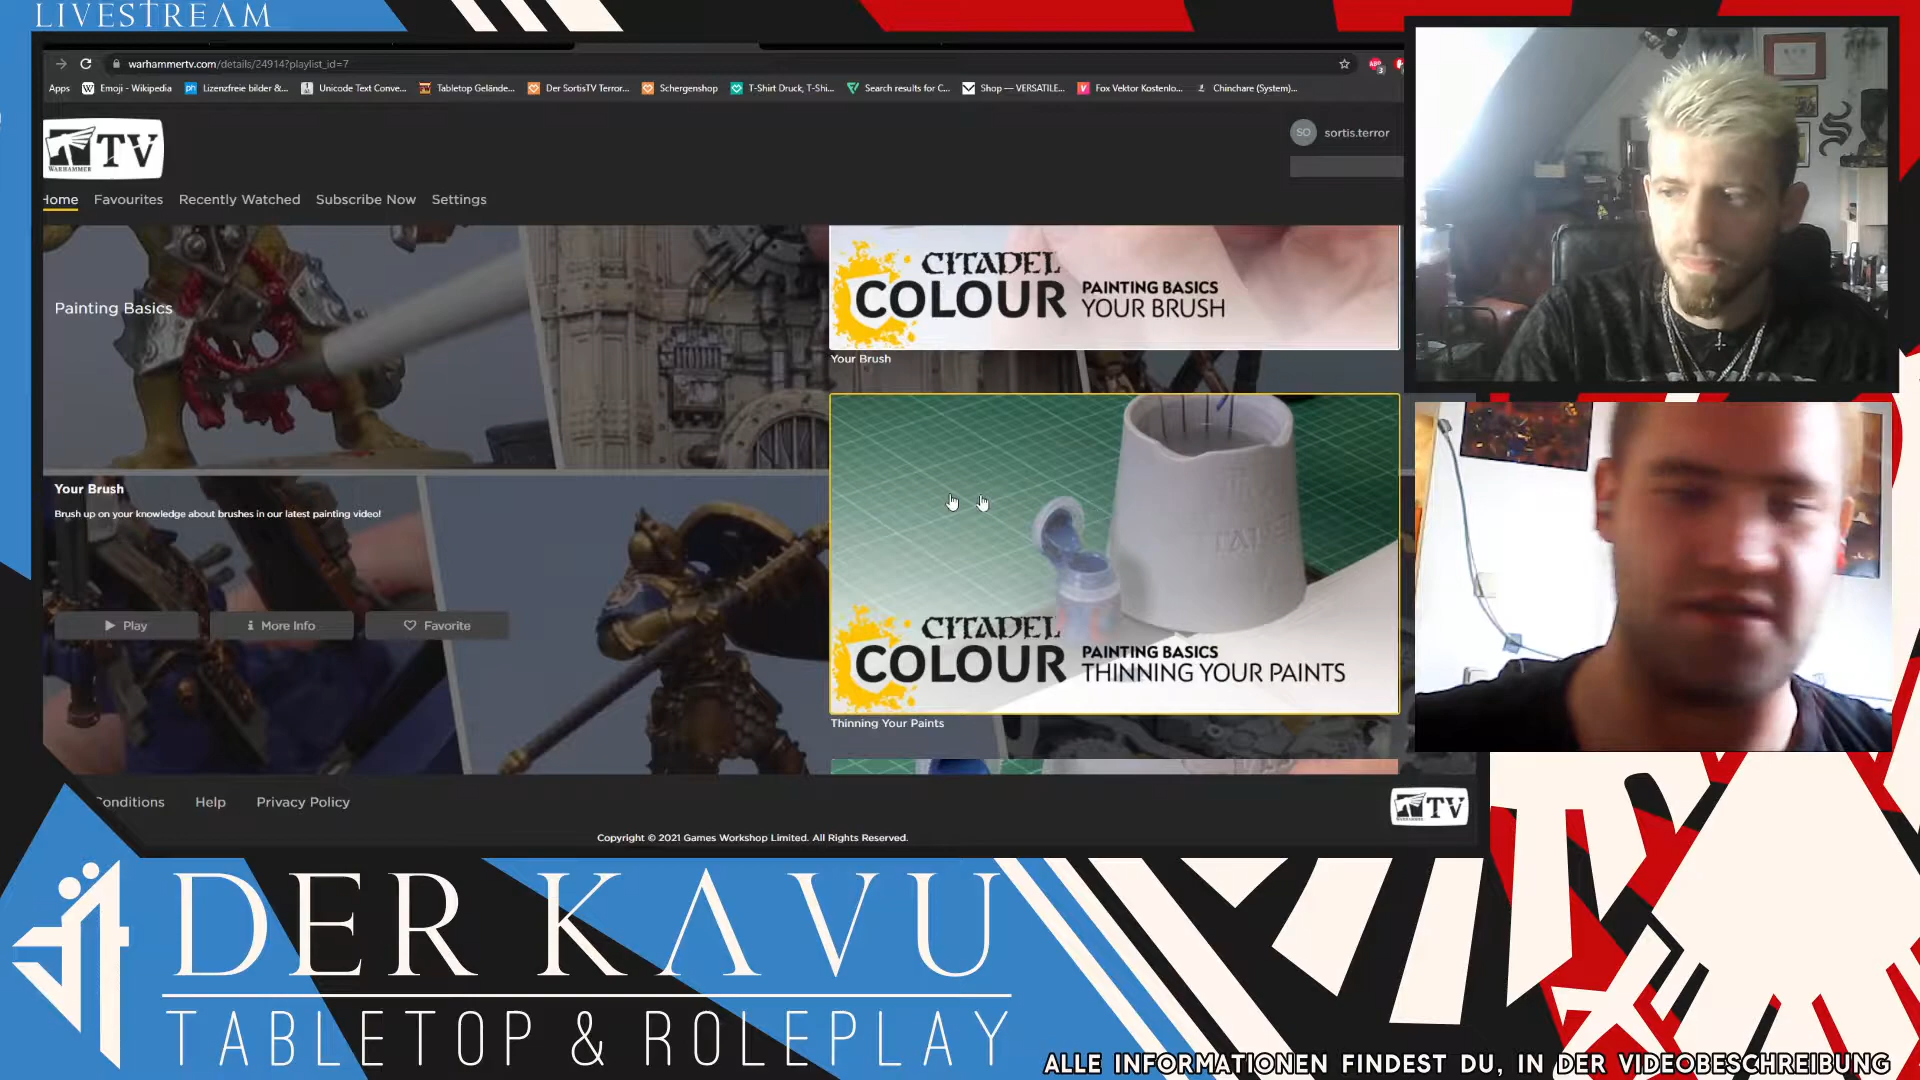 LIVESTREAM
warhammertv.com/details/24914?playlist_id=7
Apps
Emoji - Wikipedia
Lizenzfreie bilder &...
Unicode Text Conve...
Tabletop Gelände...
Der SortisTV Terror...
Schergenshop
T-Shirt Druck, T-Shi...
Search results for C...
Shop — VERSATILE...
Fox Vektor Kostenlo...
Chinchare (System)...
TV
WARHAMMER
SO
sortis.terror
Home
Favourites
Recently Watched
Subscribe Now
Settings
Painting Basics
CITADEL
COLOUR
PAINTING BASICS
YOUR BRUSH
Your Brush
Your Brush
Brush up on your knowledge about brushes in our latest painting video!
Play
More Info
Favorite
CITADEL
COLOUR
PAINTING BASICS
THINNING YOUR PAINTS
Thinning Your Paints
Conditions
Help
Privacy Policy
TV
Copyright © 2021 Games Workshop Limited. All Rights Reserved.
DER KAVU
TABLETOP & ROLEPLAY
ALLE INFORMATIONEN FINDEST DU, IN DER VIDEOBESCHREIBUNG